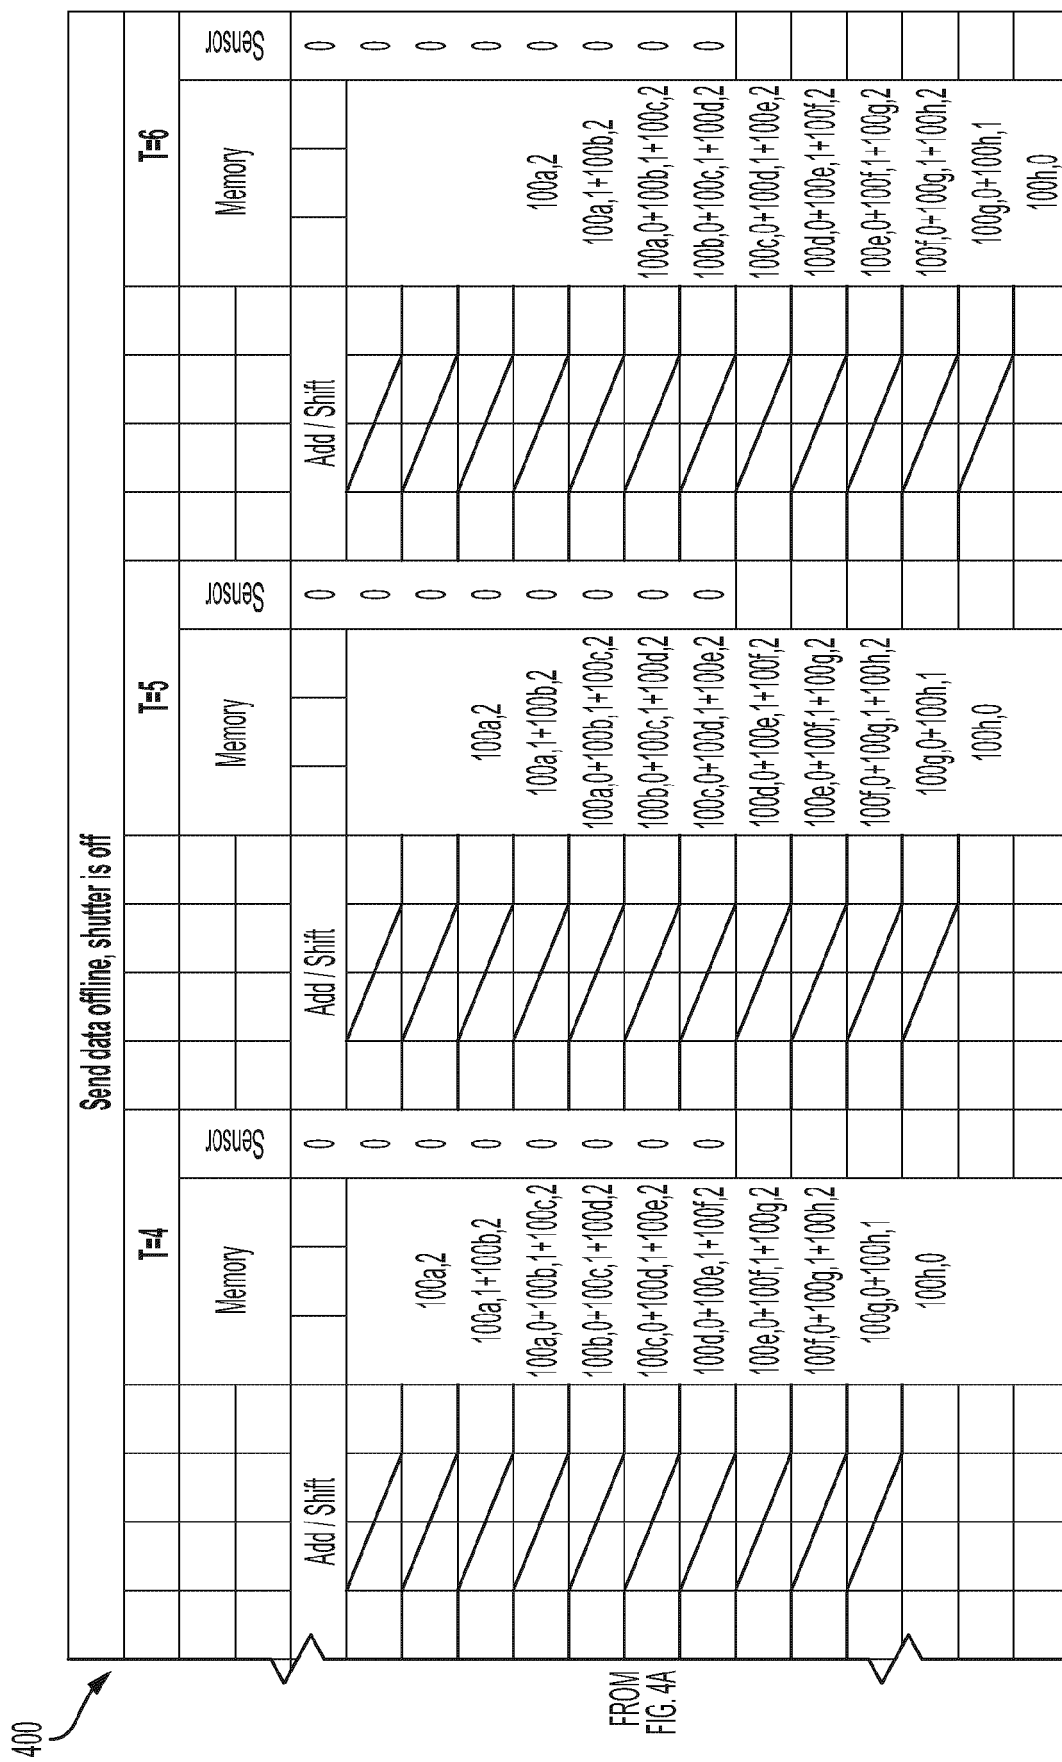 400
Send data offline, shutter is off
FROM
FIG. 4A
T=4
Memory
Sensor
Add / Shift
0
0
0
0
0
0
0
0
100a,2
100a,1+100b,2
100a,0+100b,1+100c,2
100b,0+100c,1+100d,2
100c,0+100d,1+100e,2
100d,0+100e,1+100f,2
100e,0+100f,1+100g,2
100f,0+100g,1+100h,2
100g,0+100h,1
100h,0
T=5
Memory
Sensor
Add / Shift
0
0
0
0
0
0
0
0
100a,2
100a,1+100b,2
100a,0+100b,1+100c,2
100b,0+100c,1+100d,2
100c,0+100d,1+100e,2
100d,0+100e,1+100f,2
100e,0+100f,1+100g,2
100f,0+100g,1+100h,2
100g,0+100h,1
100h,0
T=6
Memory
Sensor
Add / Shift
0
0
0
0
0
0
0
0
100a,2
100a,1+100b,2
100a,0+100b,1+100c,2
100b,0+100c,1+100d,2
100c,0+100d,1+100e,2
100d,0+100e,1+100f,2
100e,0+100f,1+100g,2
100f,0+100g,1+100h,2
100g,0+100h,1
100h,0